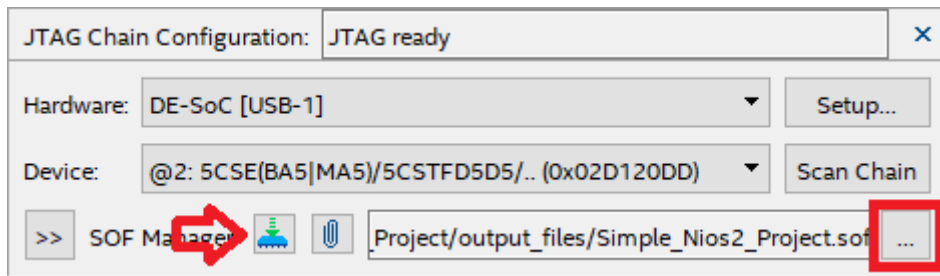 JTAG Chain Configuration: JTAG ready
Hardware: DE-SoC [USB-1] Setup...
Device: @2: 5CSE(BA5|MA5)/5CSTFD5D5/.. (0x02D120DD) Scan Chain
>> SOF Manager _Project/output_files/Simple_Nios2_Project.sof ...